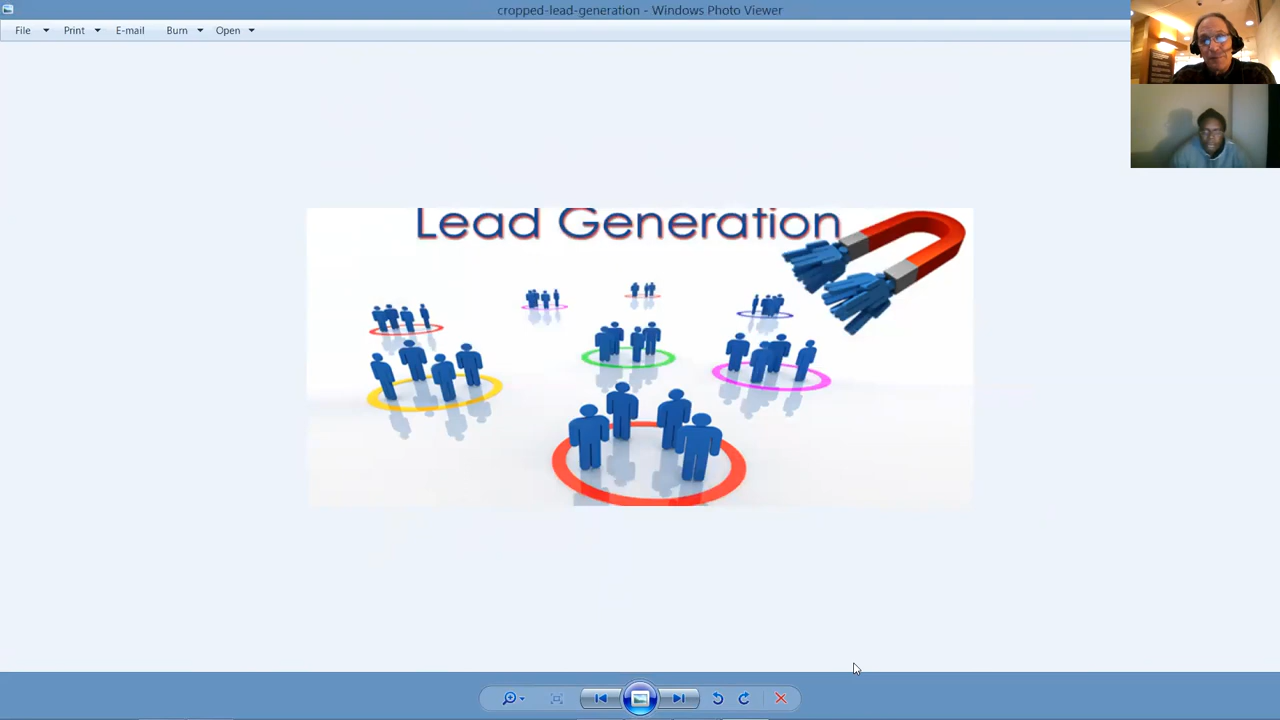 cropped-lead-generation - Windows Photo Viewer
File Print E-mail Burn Open
Lead Generation